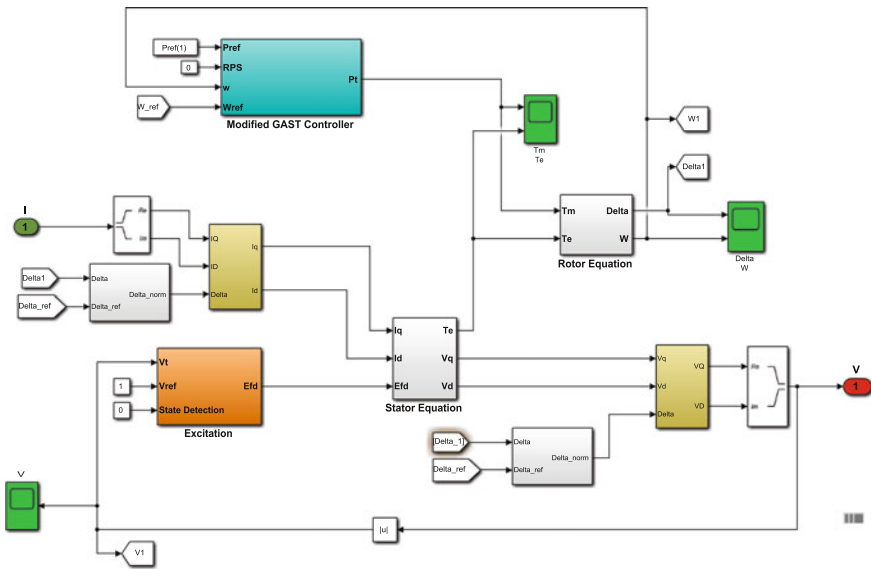 Pref(1)
0
W_ref
Pref
RPS
w
Wref
Pt
Modified GAST Controller
Tm
Te
W1
Delta1
Tm
Te
Delta
W
Rotor Equation
Delta
W
I
1
Re
Im
IQ
ID
Delta
Iq
Id
Delta1
Delta_ref
Delta
Delta_ref
Delta_norm
Iq
Id
Efd
Te
Vq
Vd
Stator Equation
1
0
Vt
Vref
State Detection
Efd
Excitation
Vq
Vd
Delta
VQ
VD
Re
Im
V
1
[Delta_1]
Delta_ref
Delta
Delta_ref
Delta_norm
V
|u|
V1